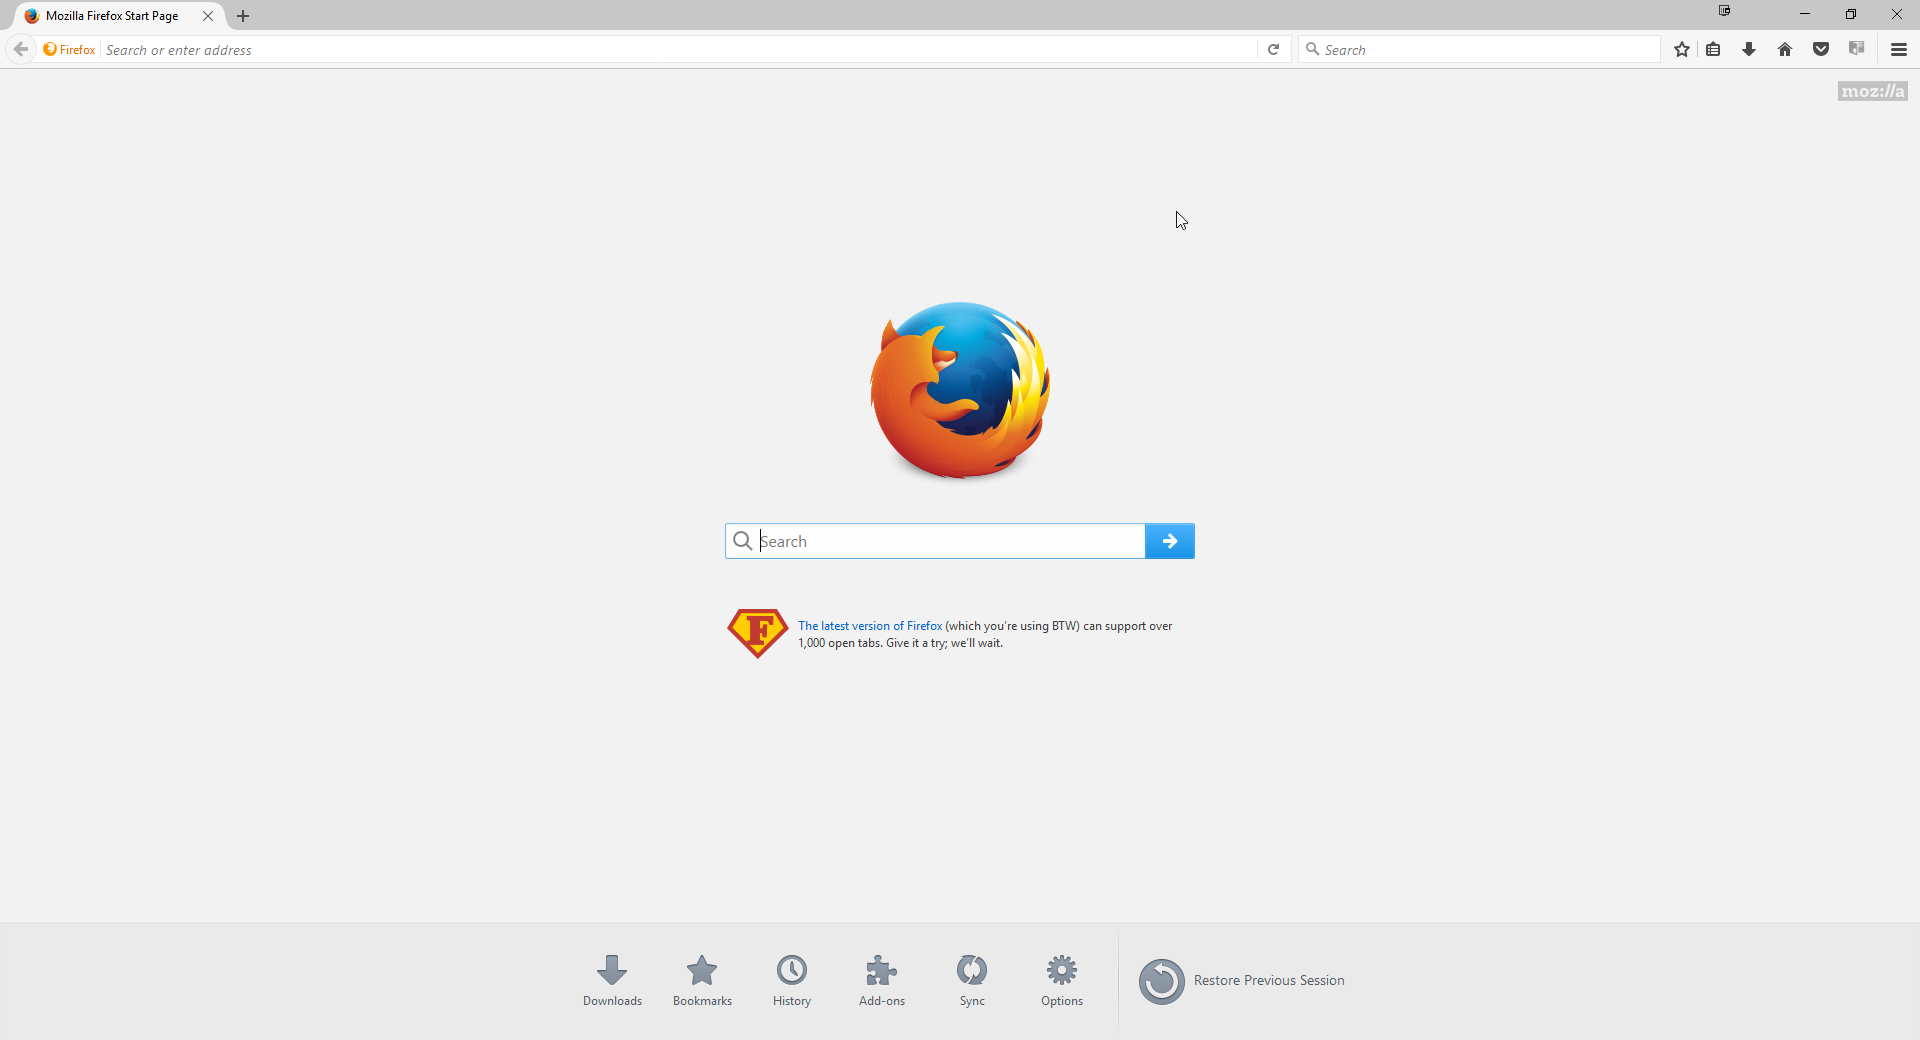 Mozilla Firefox Start Page
Firefox Search or enter address
Search
moz://a
Search
F
The latest version of Firefox (which you're using BTW) can support over
1,000 open tabs. Give it a try; we'll wait.
Downloads Bookmarks History Add-ons Sync Options Restore Previous Session